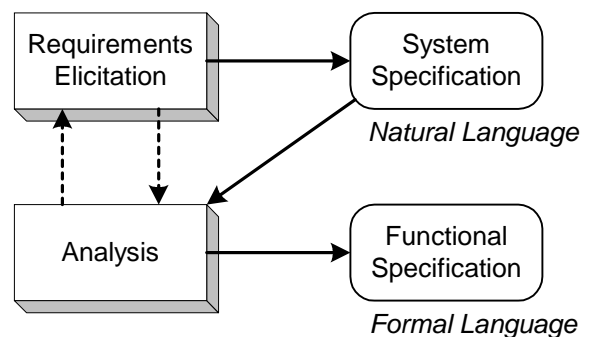 Requirements
Elicitation
System
Specification
Natural Language
Analysis
Functional
Specification
Formal Language